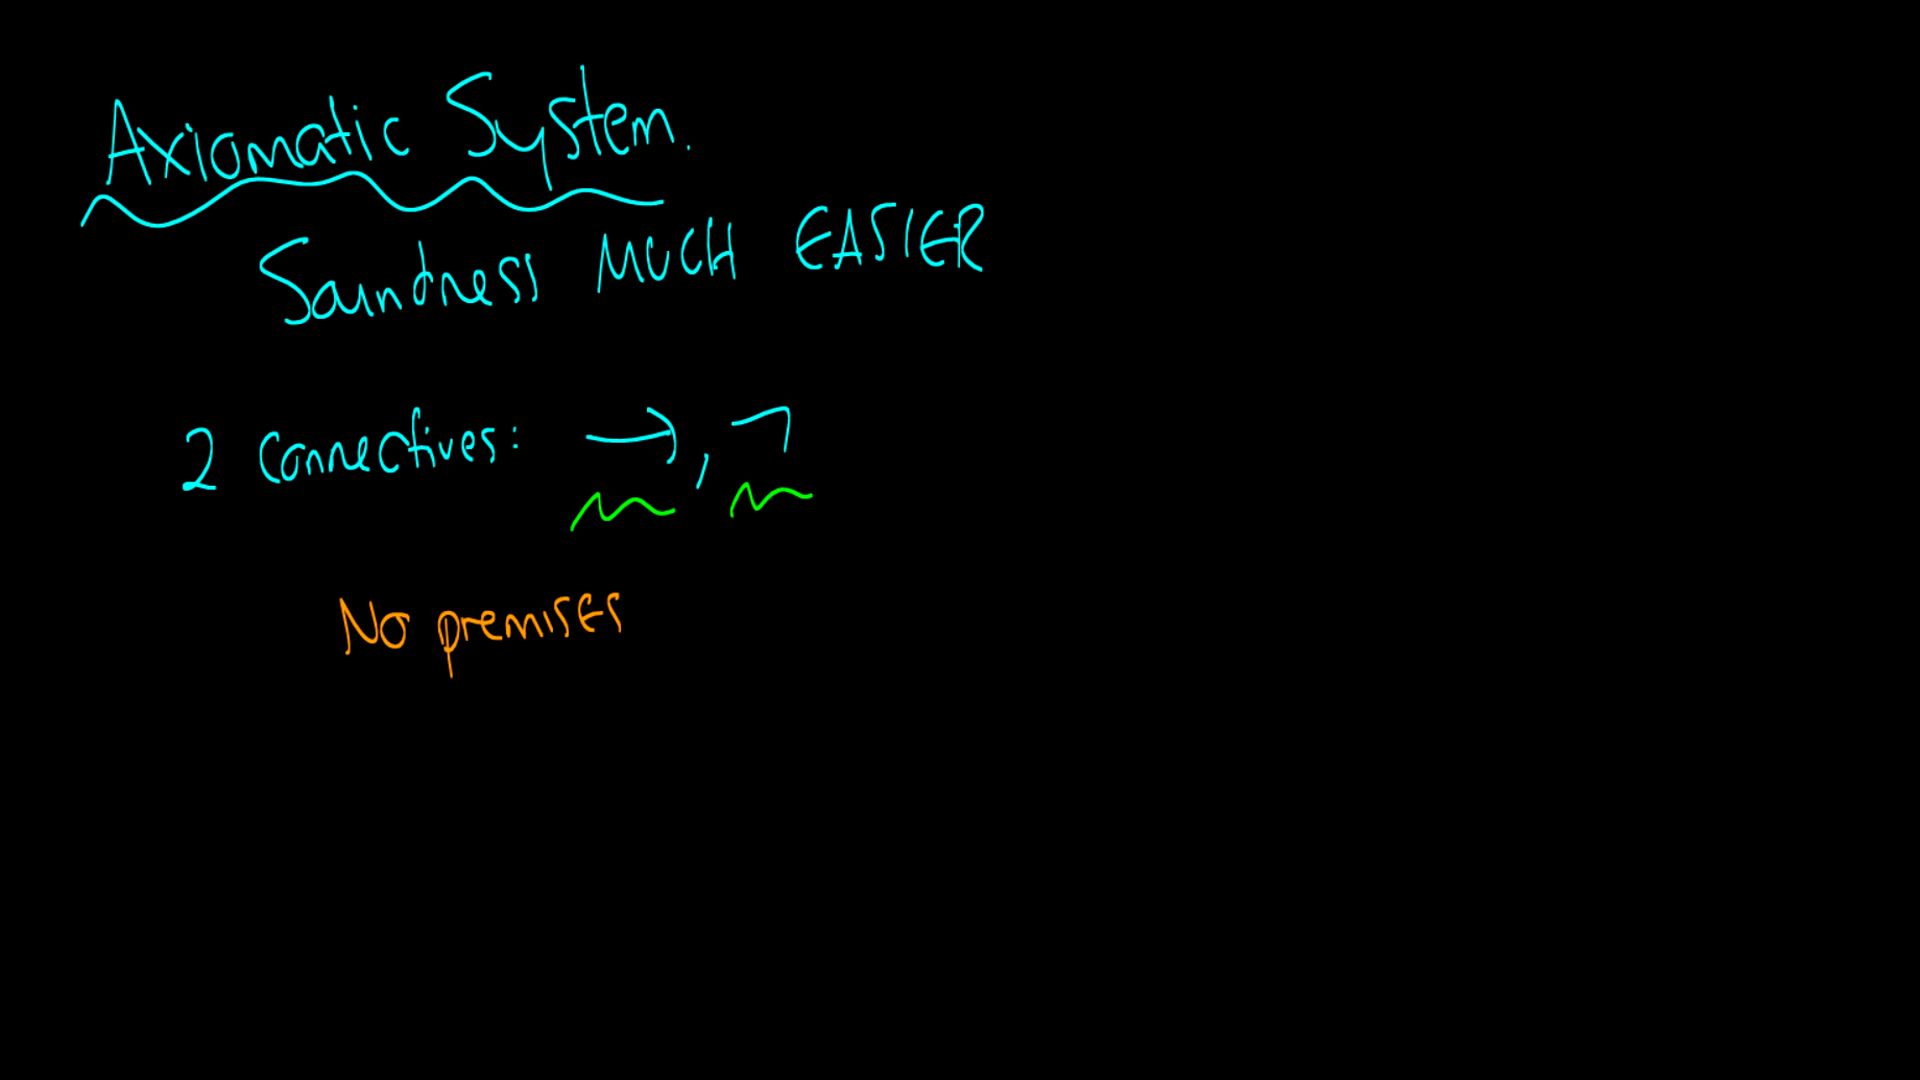 Axiomatic System.
Soundness MUCH EASIER
2 Connectives: →, ¬
No premises